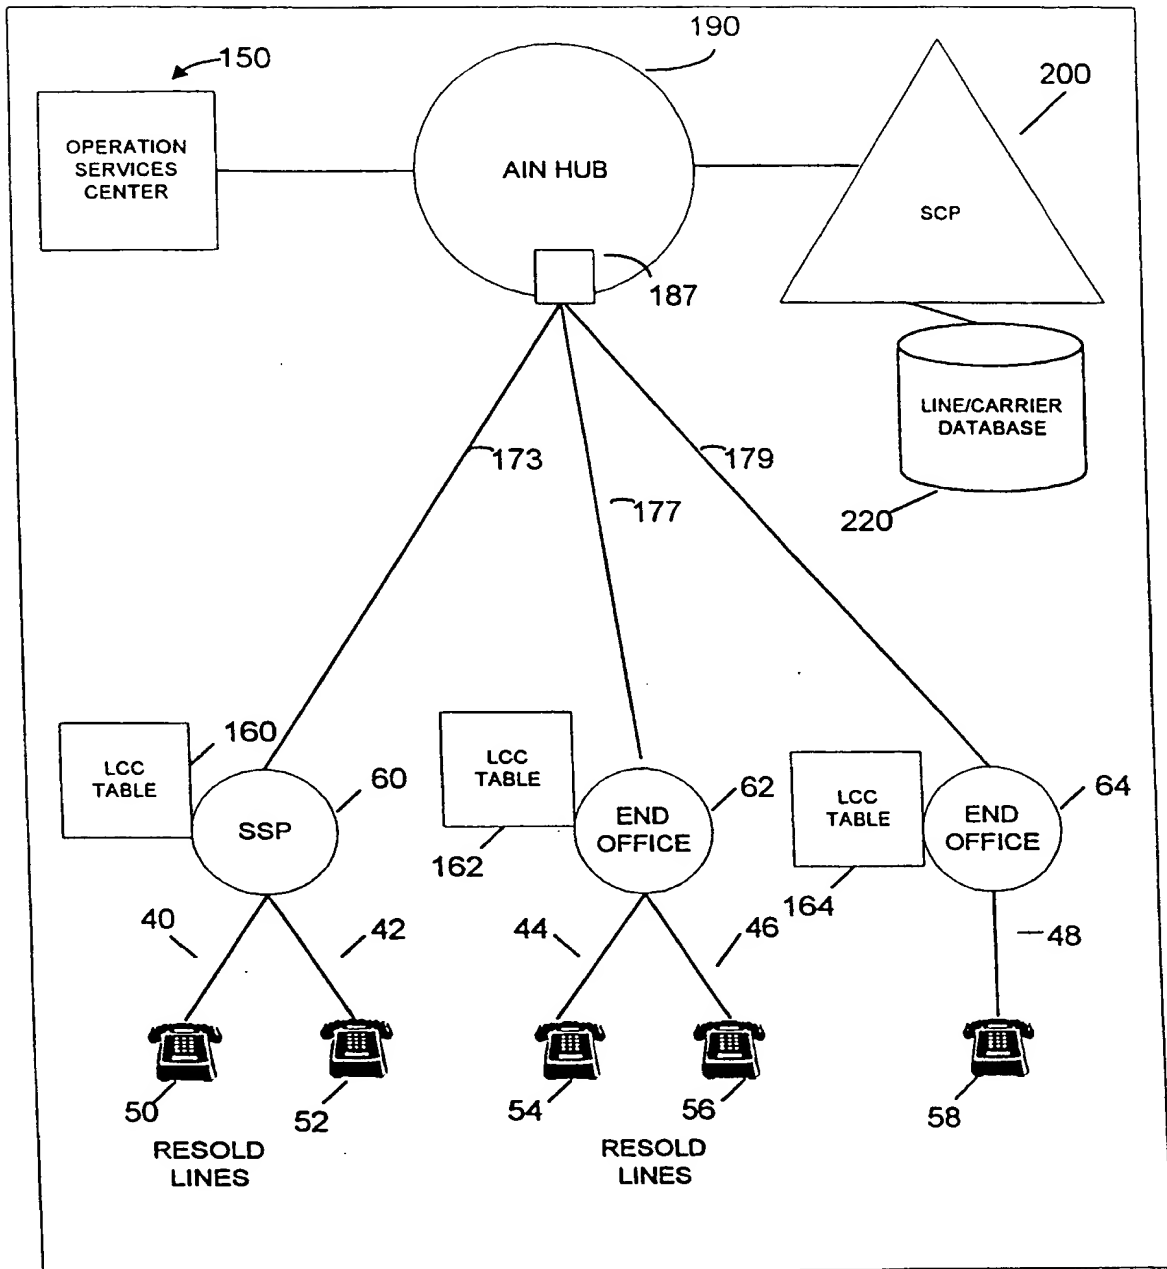 190
150
200
OPERATION
SERVICES
CENTER
AIN HUB
SCP
187
LINE/CARRIER
DATABASE
173
179
177
220
LCC
TABLE
160
SSP
60
LCC
TABLE
162
END
OFFICE
62
LCC
TABLE
164
END
OFFICE
64
40
42
44
46
48
50
52
54
56
58
RESOLD
LINES
RESOLD
LINES